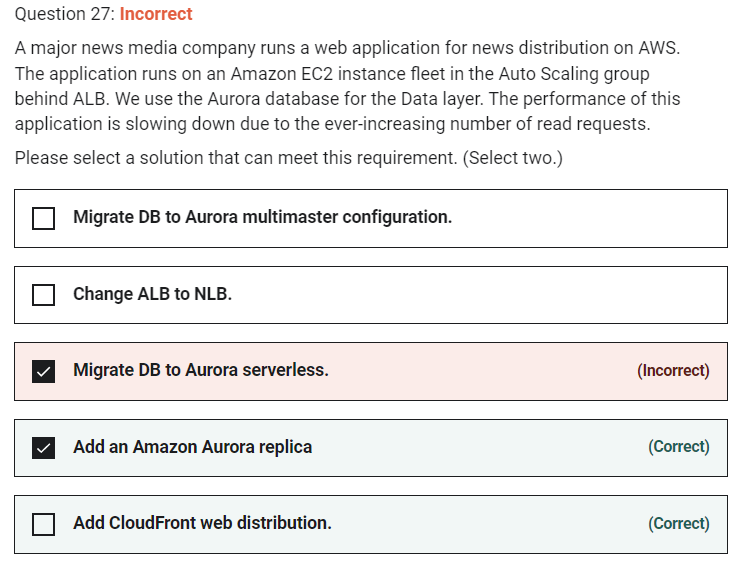 Question 27: Incorrect
A major news media company runs a web application for news distribution on AWS.
The application runs on an Amazon EC2 instance fleet in the Auto Scaling group
behind ALB. We use the Aurora database for the Data layer. The performance of this
application is slowing down due to the ever-increasing number of read requests.
Please select a solution that can meet this requirement. (Select two.)
Migrate DB to Aurora multimaster configuration.
Change ALB to NLB.
Migrate DB to Aurora serverless. (Incorrect)
Add an Amazon Aurora replica (Correct)
Add CloudFront web distribution. (Correct)